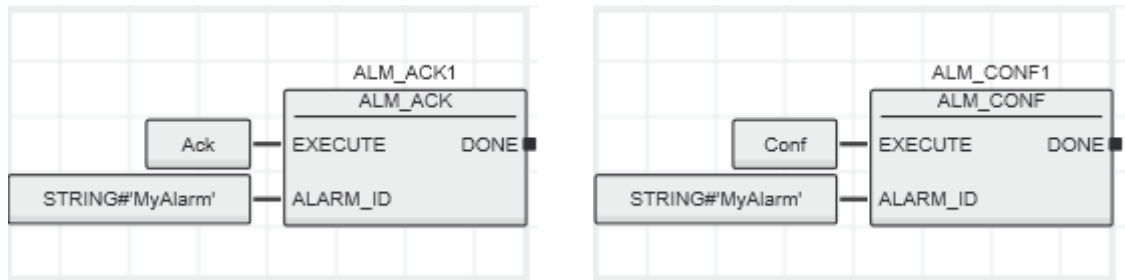 ALM_ACK1
ALM_ACK
Ack
EXECUTE
DONE
STRING#'MyAlarm'
ALARM_ID
ALM_CONF1
ALM_CONF
Conf
EXECUTE
DONE
STRING#'MyAlarm'
ALARM_ID